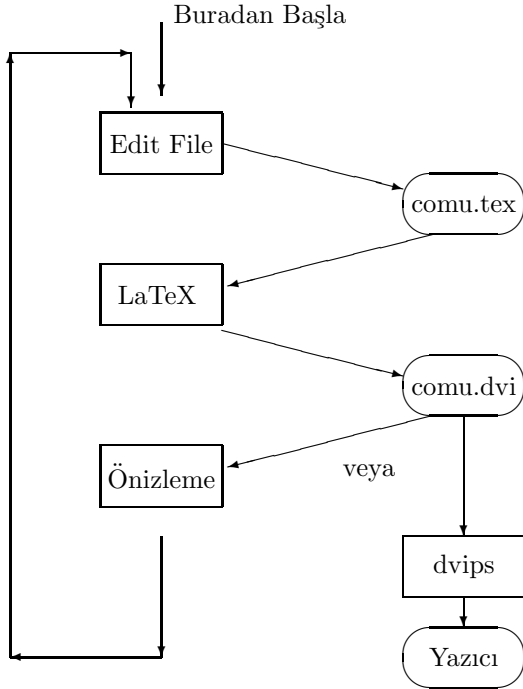 Buradan Başla
Edit File
comu.tex
LaTeX
comu.dvi
Önizleme
veya
dvips
Yazıcı